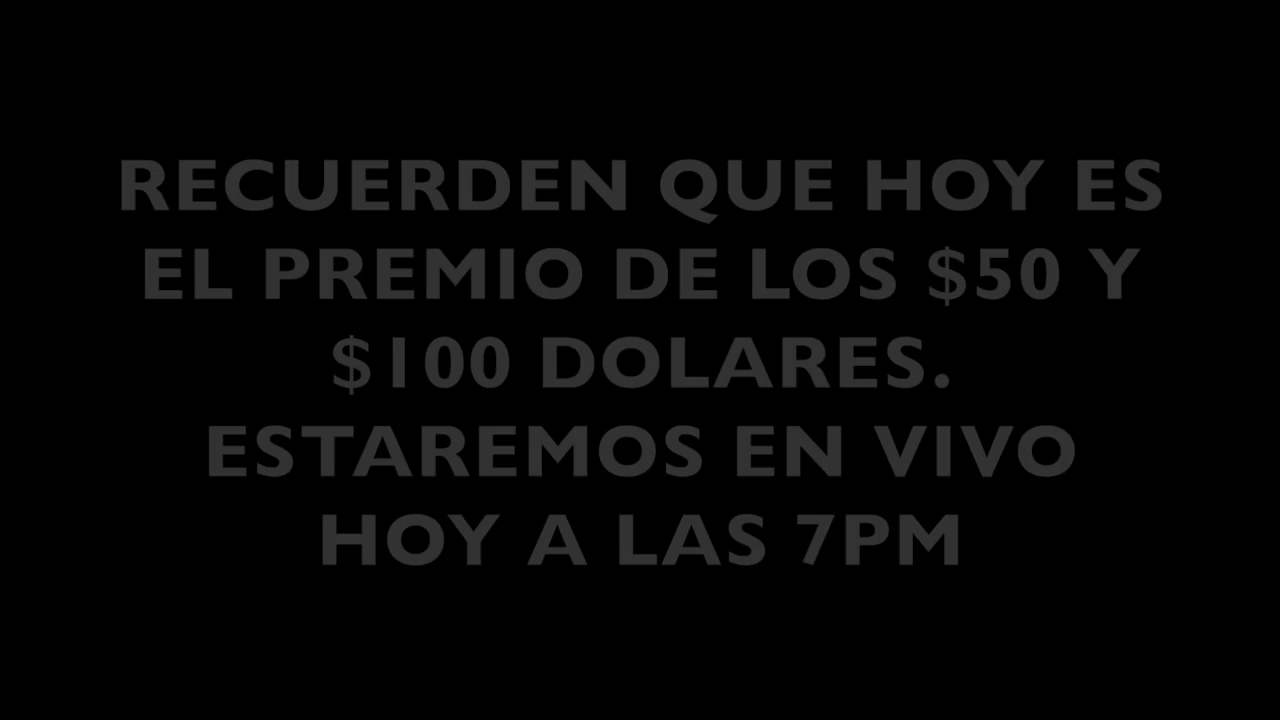 RECUERDEN QUE HOY ES
EL PREMIO DE LOS $50 Y
$100 DOLARES.
ESTAREMOS EN VIVO
HOY A LAS 7PM